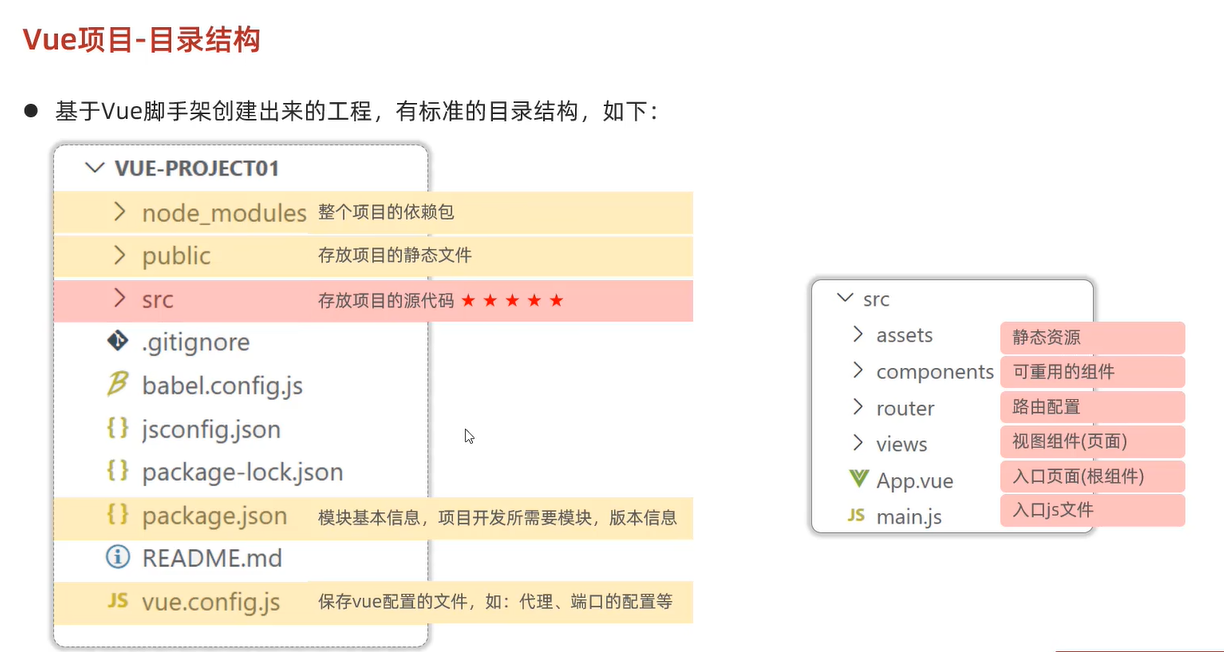 Vue项目-目录结构
基于Vue脚手架创建出来的工程，有标准的目录结构，如下：
VUE-PROJECT01
node_modules 整个项目的依赖包
public 存放项目的静态文件
src 存放项目的源代码 ★ ★ ★ ★ ★
.gitignore
babel.config.js
jsconfig.json
package-lock.json
package.json 模块基本信息，项目开发所需要模块，版本信息
README.md
JS vue.config.js 保存vue配置的文件，如：代理、端口的配置等
src
assets 静态资源
components 可重用的组件
router 路由配置
views 视图组件(页面)
App.vue 入口页面(根组件)
JS main.js 入口js文件